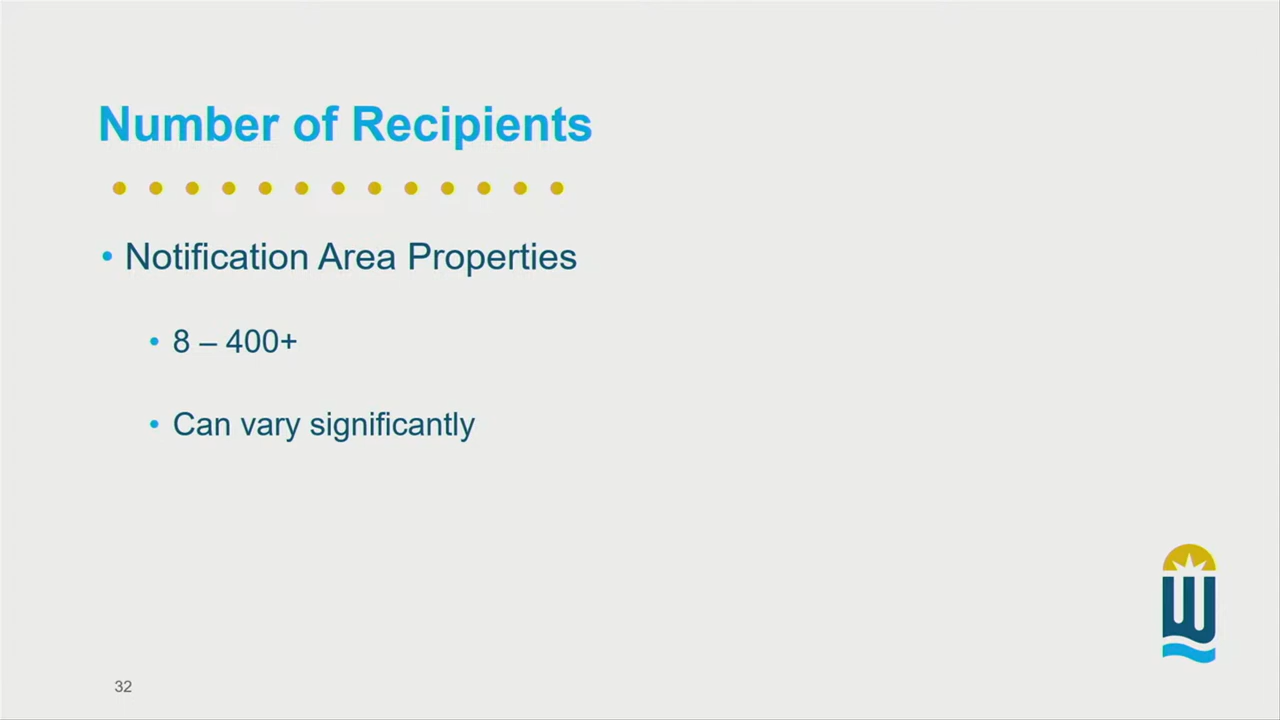 Number of Recipients
• Notification Area Properties
• 8 – 400+
• Can vary significantly
W
32